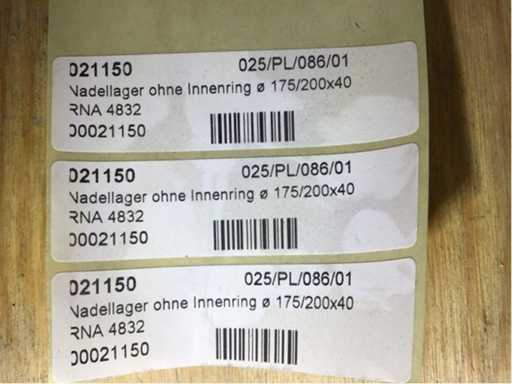 021150 025/PL/086/01
Nadellager ohne Innenring ø 175/200x40
RNA 4832
00021150
021150 025/PL/086/01
Nadellager ohne Innenring ø 175/200x40
RNA 4832
00021150
021150 025/PL/086/01
Nadellager ohne Innenring ø 175/200x40
RNA 4832
00021150